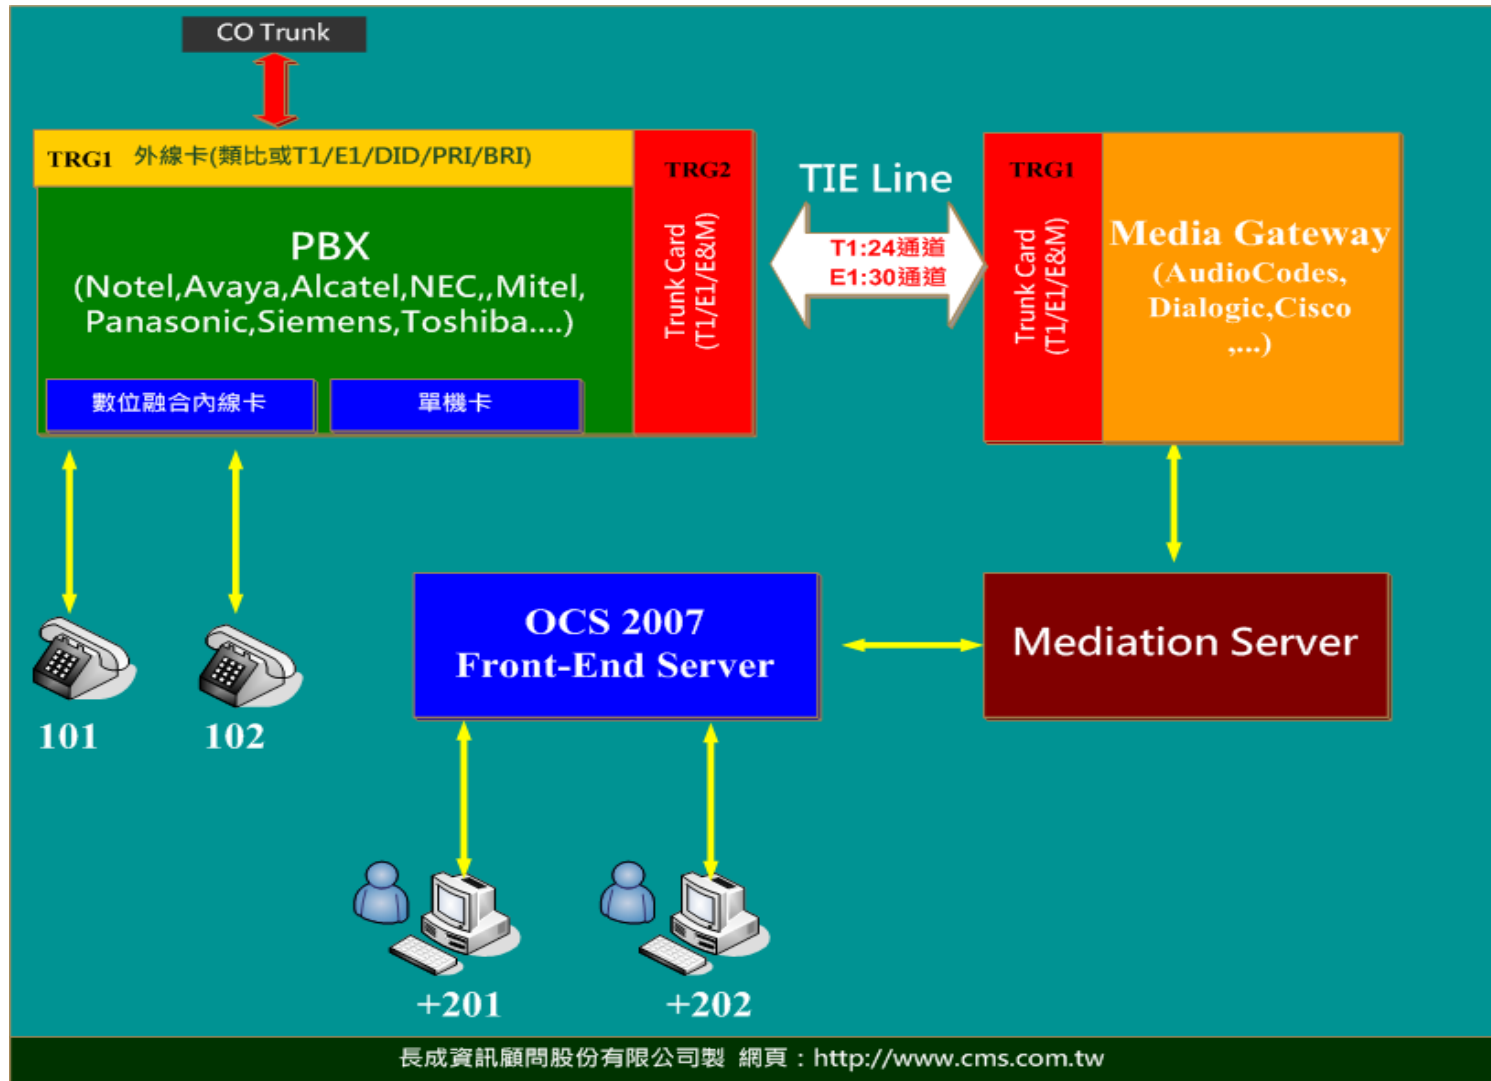 CO Trunk
TRG1 外線卡(類比或T1/E1/DID/PRI/BRI)
PBX
(Notel,Avaya,Alcatel,NEC,,Mitel,
Panasonic,Siemens,Toshiba....)
數位融合內線卡
單機卡
TRG2
Trunk Card
(T1/E1/E&M)
TIE Line
T1:24通道
E1:30通道
TRG1
Trunk Card
(T1/E1/E&M)
Media Gateway
(AudioCodes,
Dialogic,Cisco
,...)
101
102
OCS 2007
Front-End Server
Mediation Server
+201
+202
長成資訊顧問股份有限公司製 網頁：http://www.cms.com.tw